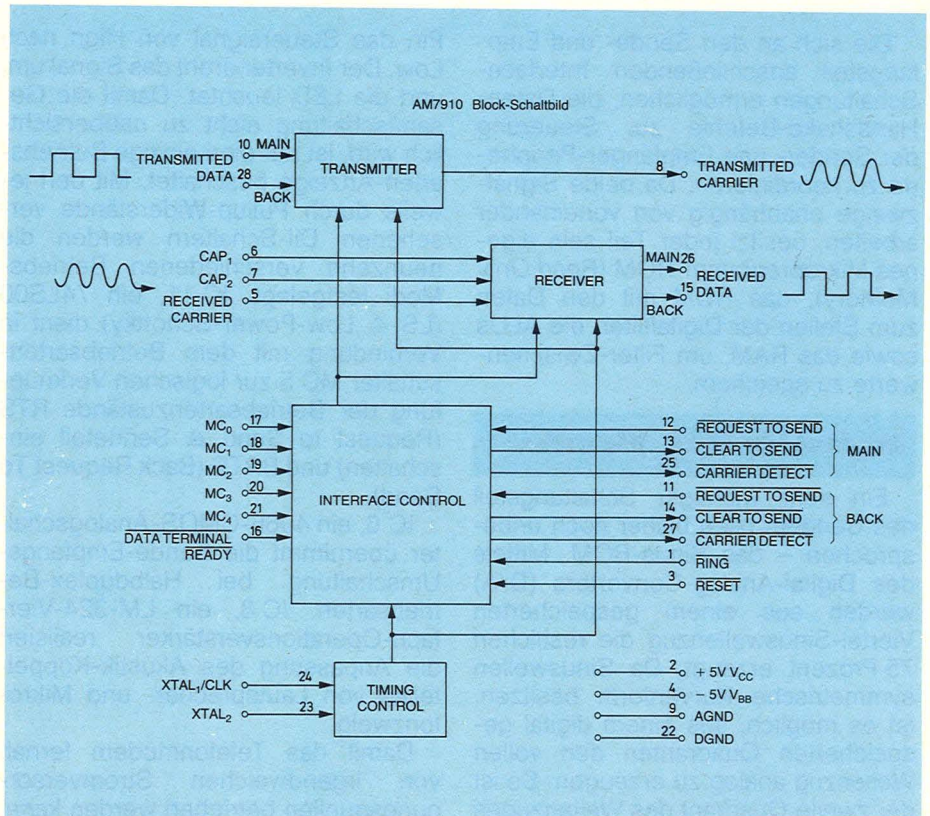 AM7910 Block-Schaltbild
10 MAIN
TRANSMITTED
DATA 28
BACK
TRANSMITTER
8 TRANSMITTED
CARRIER
CAP₁ 6
CAP₂ 7
RECEIVED 5
CARRIER
RECEIVER
MAIN 26
15 RECEIVED
BACK DATA
MC₀ 17
MC₁ 18
MC₂ 19
MC₃ 20
MC₄ 21
DATA TERMINAL 16
READY
INTERFACE CONTROL
12 REQUEST TO SEND
13 CLEAR TO SEND
25 CARRIER DETECT
MAIN
11 REQUEST TO SEND
14 CLEAR TO SEND
27 CARRIER DETECT
BACK
RING
3 RESET
XTAL₁/CLK 24
XTAL₂ 23
TIMING
CONTROL
2 + 5V VCC
4 - 5V VBB
9 AGND
22 DGND